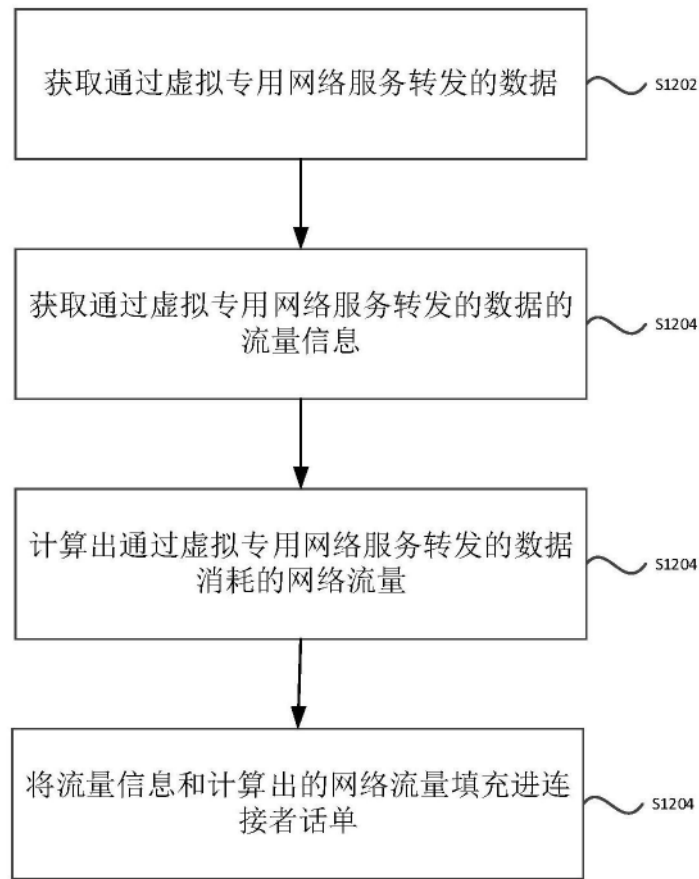 获取通过虚拟专用网络服务转发的数据
S1202
获取通过虚拟专用网络服务转发的数据的
流量信息
S1204
计算出通过虚拟专用网络服务转发的数据
消耗的网络流量
S1204
将流量信息和计算出的网络流量填充进连
接者话单
S1204